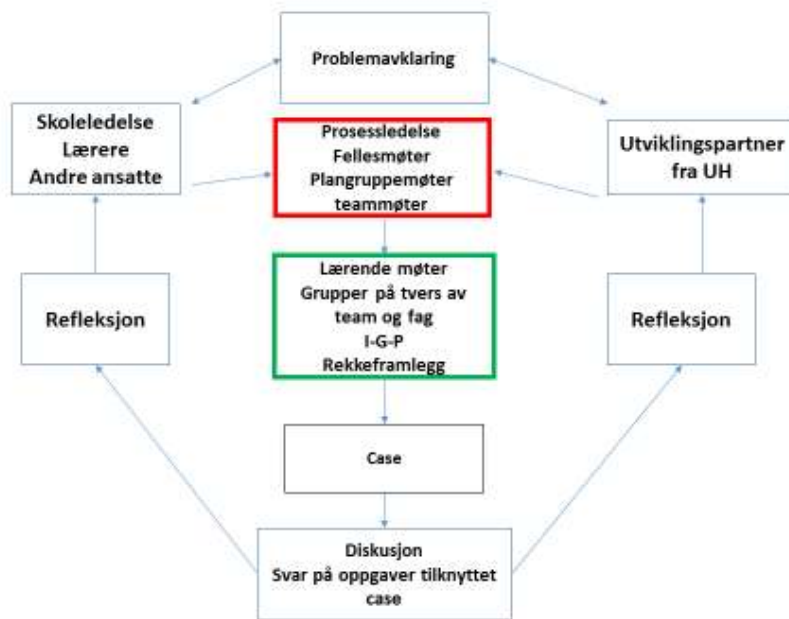 Problemavklaring
Skoleledelse
Lærere
Andre ansatte
Prosessledelse
Fellesmøter
Plangruppemøter
teammøter
Utviklingspartner
fra UH
Refleksjon
Lærende møter
Grupper på tvers av
team og fag
I-G-P
Rekkeframlegg
Refleksjon
Case
Diskusjon
Svar på oppgaver tilknyttet
case